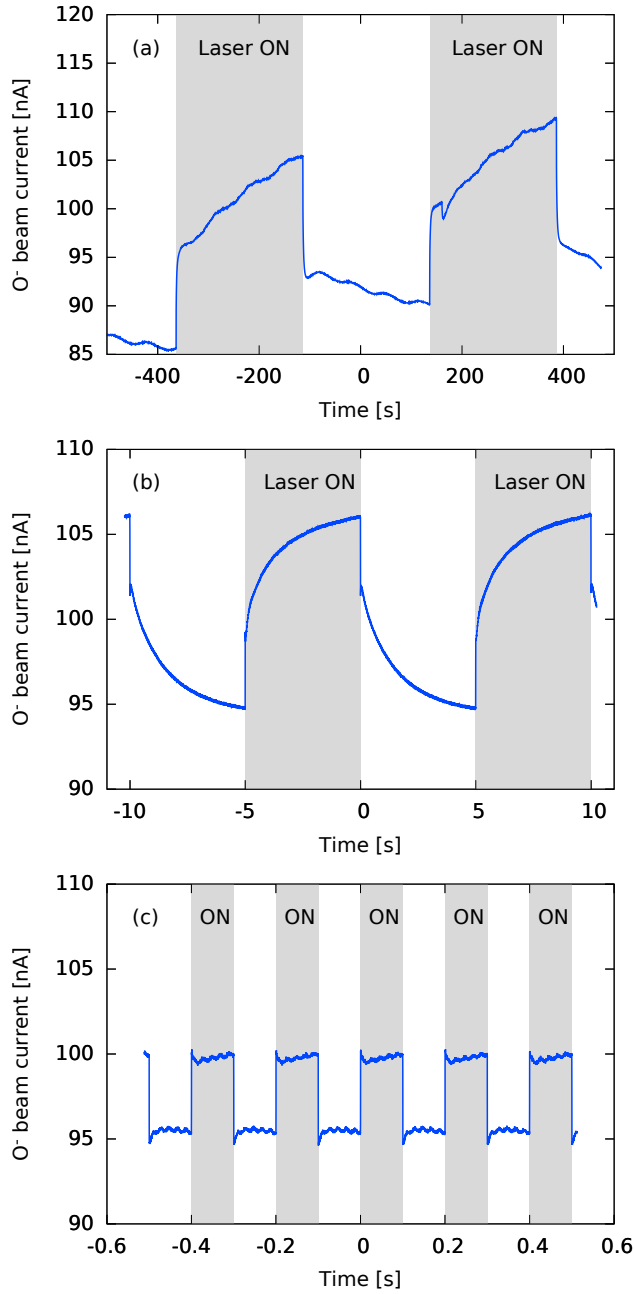 120
(a)
Laser ON
Laser ON
115
110
105
100
95
90
85
O⁻ beam current [nA]
-400
-200
0
200
400
Time [s]
110
(b)
Laser ON
Laser ON
105
100
95
90
O⁻ beam current [nA]
-10
-5
0
5
10
Time [s]
110
(c)
ON
ON
ON
ON
ON
105
100
95
90
O⁻ beam current [nA]
-0.6
-0.4
-0.2
0
0.2
0.4
0.6
Time [s]